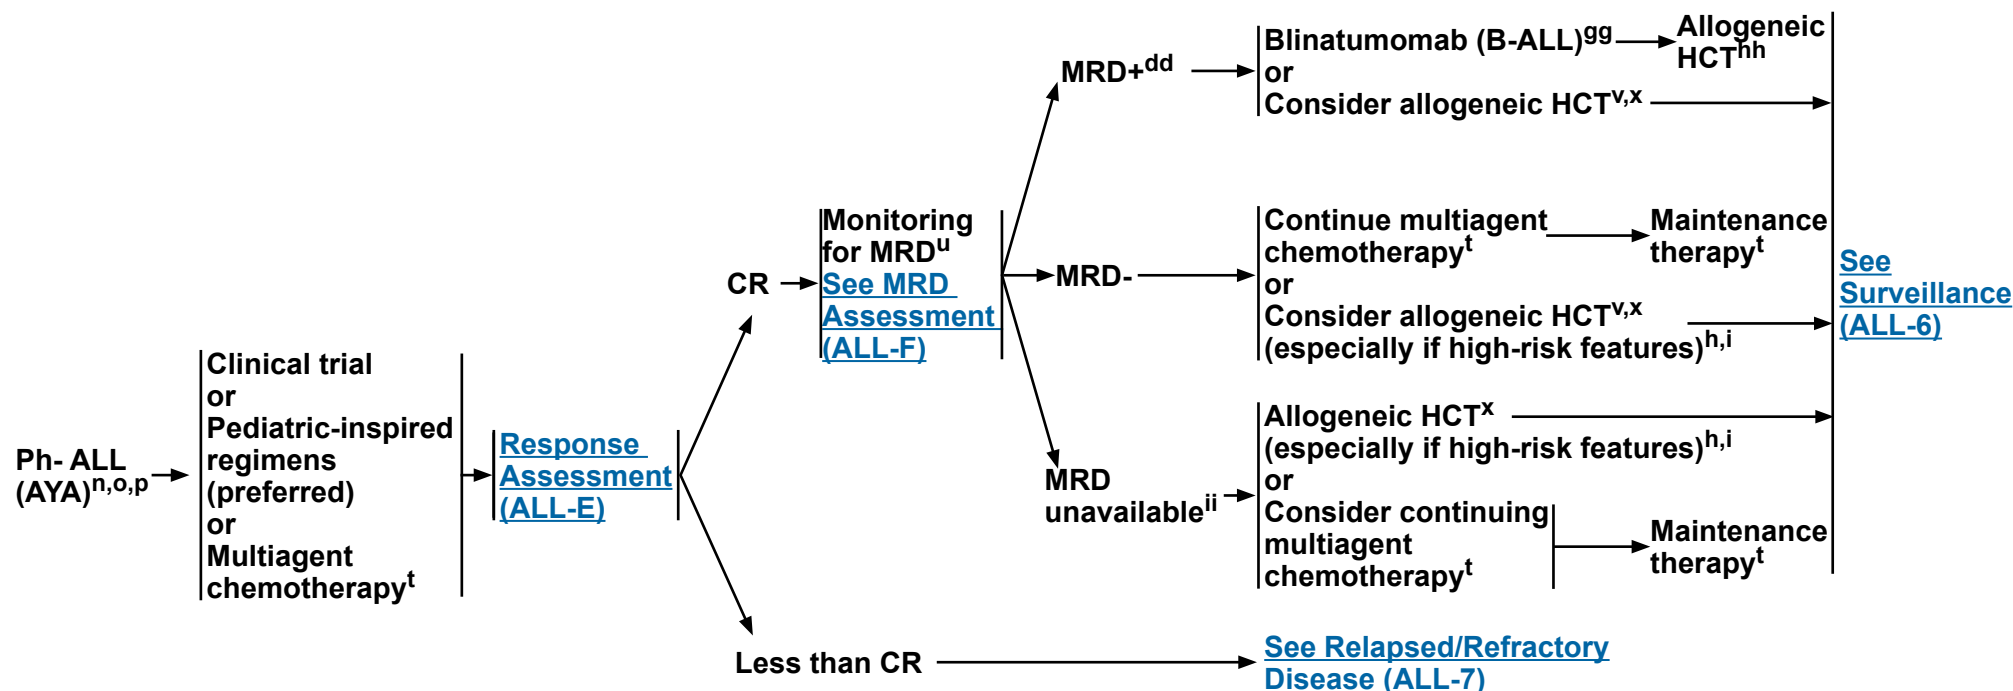 Ph- ALL
(AYA)n,o,p
Clinical trial
or
Pediatric-inspired
regimens
(preferred)
or
Multiagent
chemotherapyt
Response
Assessment
(ALL-E)
CR
Less than CR
Monitoring
for MRDu
See MRD
Assessment
(ALL-F)
MRD+dd
MRD-
MRD
unavailableii
Blinatumomab (B-ALL)gg
or
Consider allogeneic HCTv,x
Allogeneic
HCThh
Continue multiagent
chemotherapyt
or
Consider allogeneic HCTv,x
(especially if high-risk features)h,i
Maintenance
therapyt
Allogeneic HCTx
(especially if high-risk features)h,i
or
Consider continuing
multiagent
chemotherapyt
Maintenance
therapyt
See Relapsed/Refractory
Disease (ALL-7)
See
Surveillance
(ALL-6)